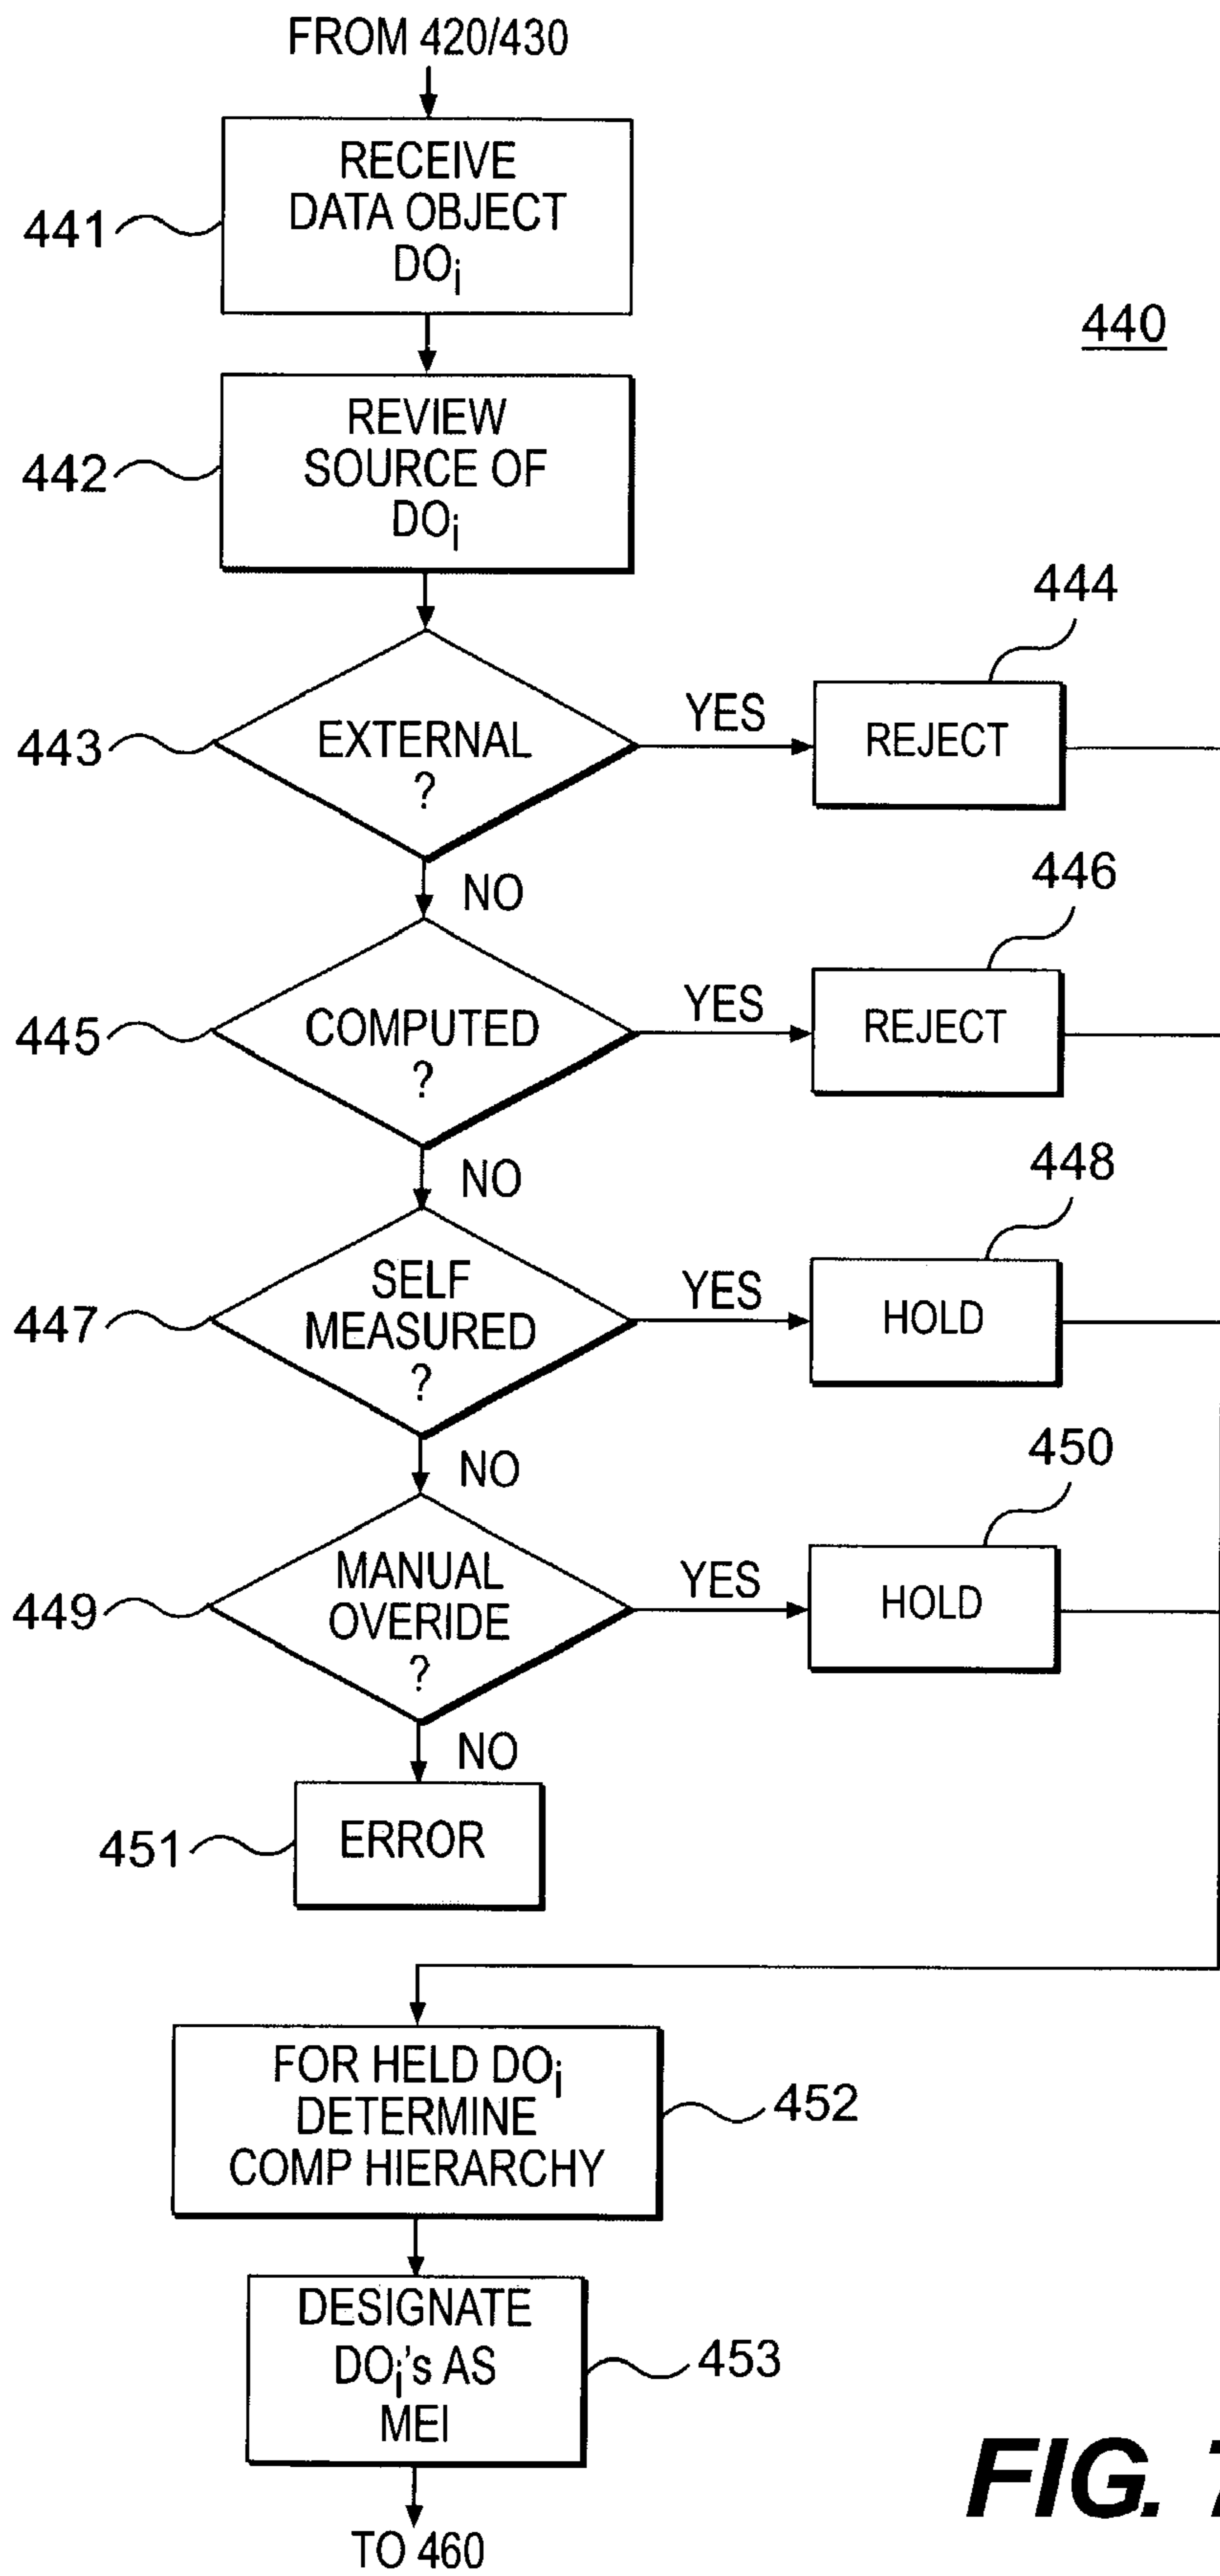 FROM 420/430
RECEIVE
DATA OBJECT
DOi
441
440
REVIEW
SOURCE OF
DOi
442
444
EXTERNAL
?
443
YES
REJECT
NO
446
COMPUTED
?
445
YES
REJECT
NO
448
SELF
MEASURED
?
447
YES
HOLD
NO
450
MANUAL
OVERIDE
?
449
YES
HOLD
NO
ERROR
451
FOR HELD DOi
DETERMINE
COMP HIERARCHY
452
DESIGNATE
DOi's AS
MEI
453
TO 460
FIG. 7